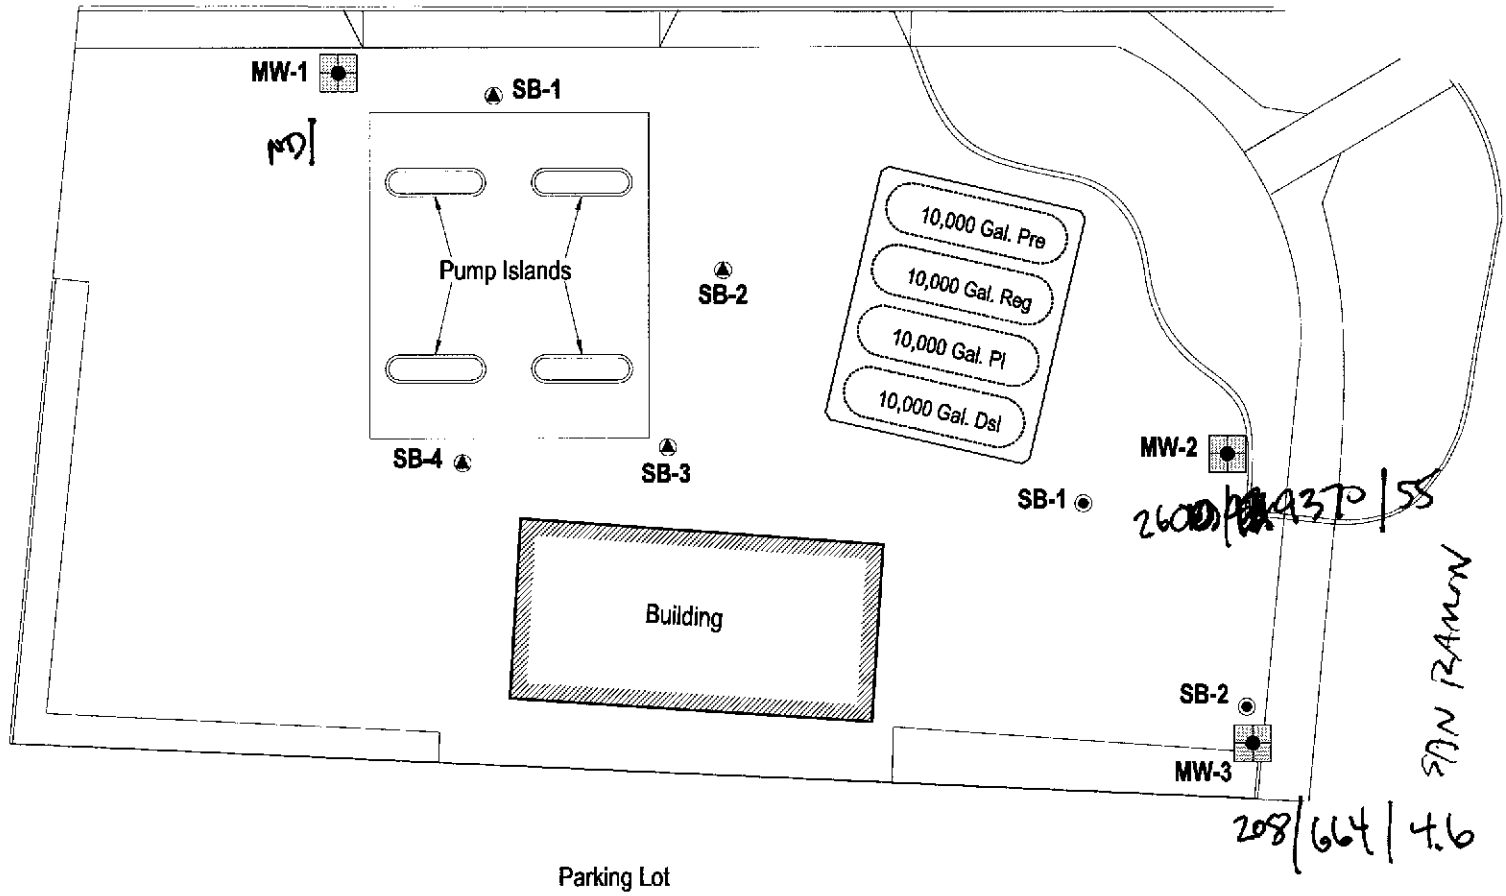 MW-1
SB-1
ND
10,000 Gal. Pre
Pump Islands
10,000 Gal. Reg
SB-2
10,000 Gal. Pl
10,000 Gal. Dsl
MW-2
SB-4
SB-3
SB-1
9370 | 55
Building
SAN RAMON
SB-2
MW-3
208 | 664 | 4.6
Parking Lot